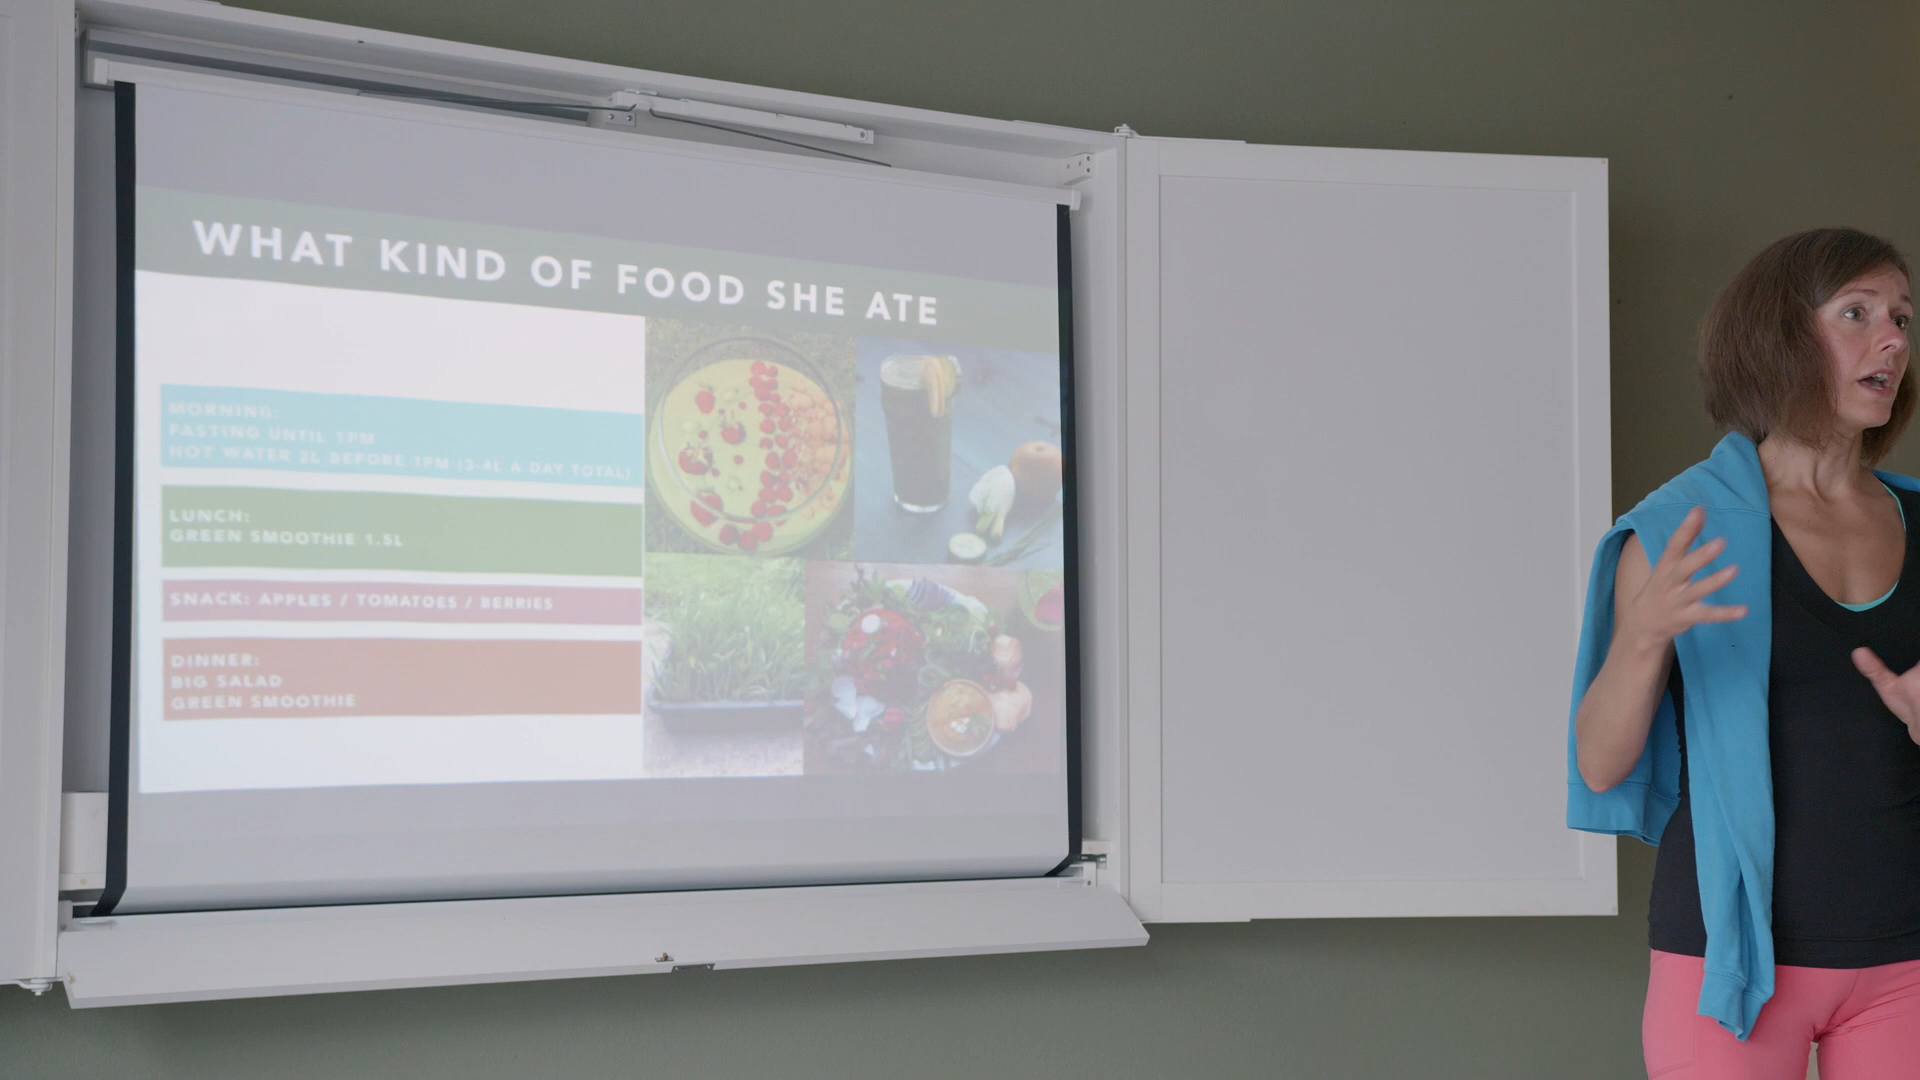 WHAT KIND OF FOOD SHE ATE
MORNING:
FASTING UNTIL 1PM
HOT WATER 2L BEFORE 1PM (3-4L A DAY TOTAL)
LUNCH:
GREEN SMOOTHIE 1.5L
SNACK: APPLES / TOMATOES / BERRIES
DINNER:
BIG SALAD
GREEN SMOOTHIE